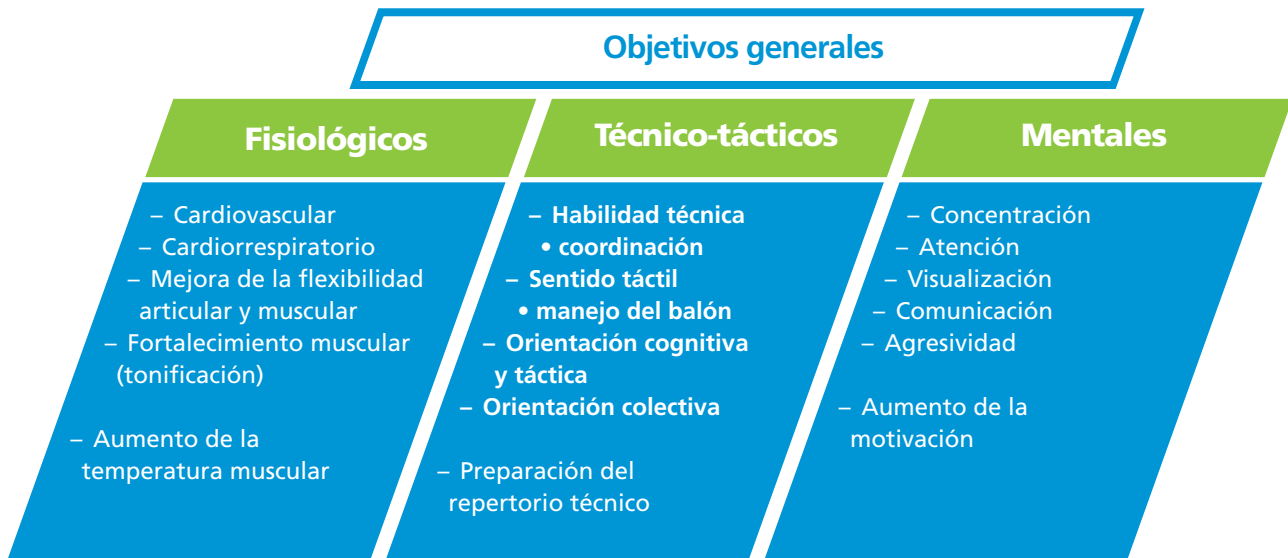 Objetivos generales
Fisiológicos
– Cardiovascular
– Cardiorrespiratorio
– Mejora de la flexibilidad
articular y muscular
– Fortalecimiento muscular
(tonificación)
– Aumento de la
temperatura muscular
Técnico-tácticos
– Habilidad técnica
• coordinación
– Sentido táctil
• manejo del balón
– Orientación cognitiva
y táctica
– Orientación colectiva
– Preparación del
repertorio técnico
Mentales
– Concentración
– Atención
– Visualización
– Comunicación
– Agresividad
– Aumento de la
motivación